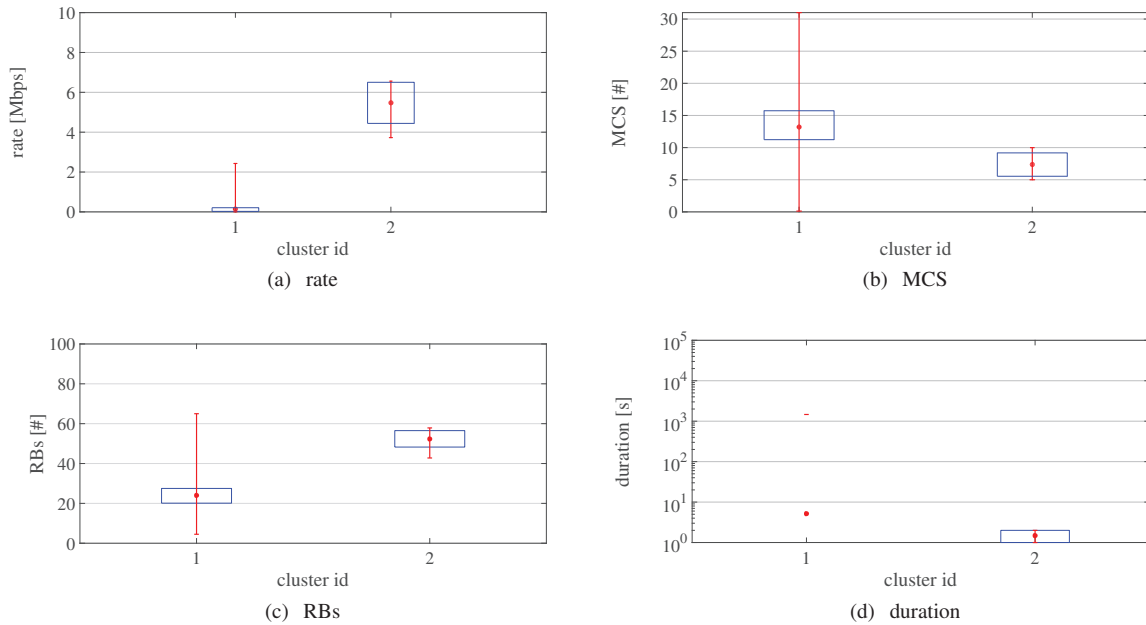 10
8
6
4
2
0
rate [Mbps]
1 2
cluster id
(a) rate
30
25
20
15
10
5
0
MCS [#]
1 2
cluster id
(b) MCS
100
80
60
40
20
0
RBs [#]
1 2
cluster id
(c) RBs
10^5
10^4
10^3
10^2
10^1
10^0
duration [s]
1 2
cluster id
(d) duration